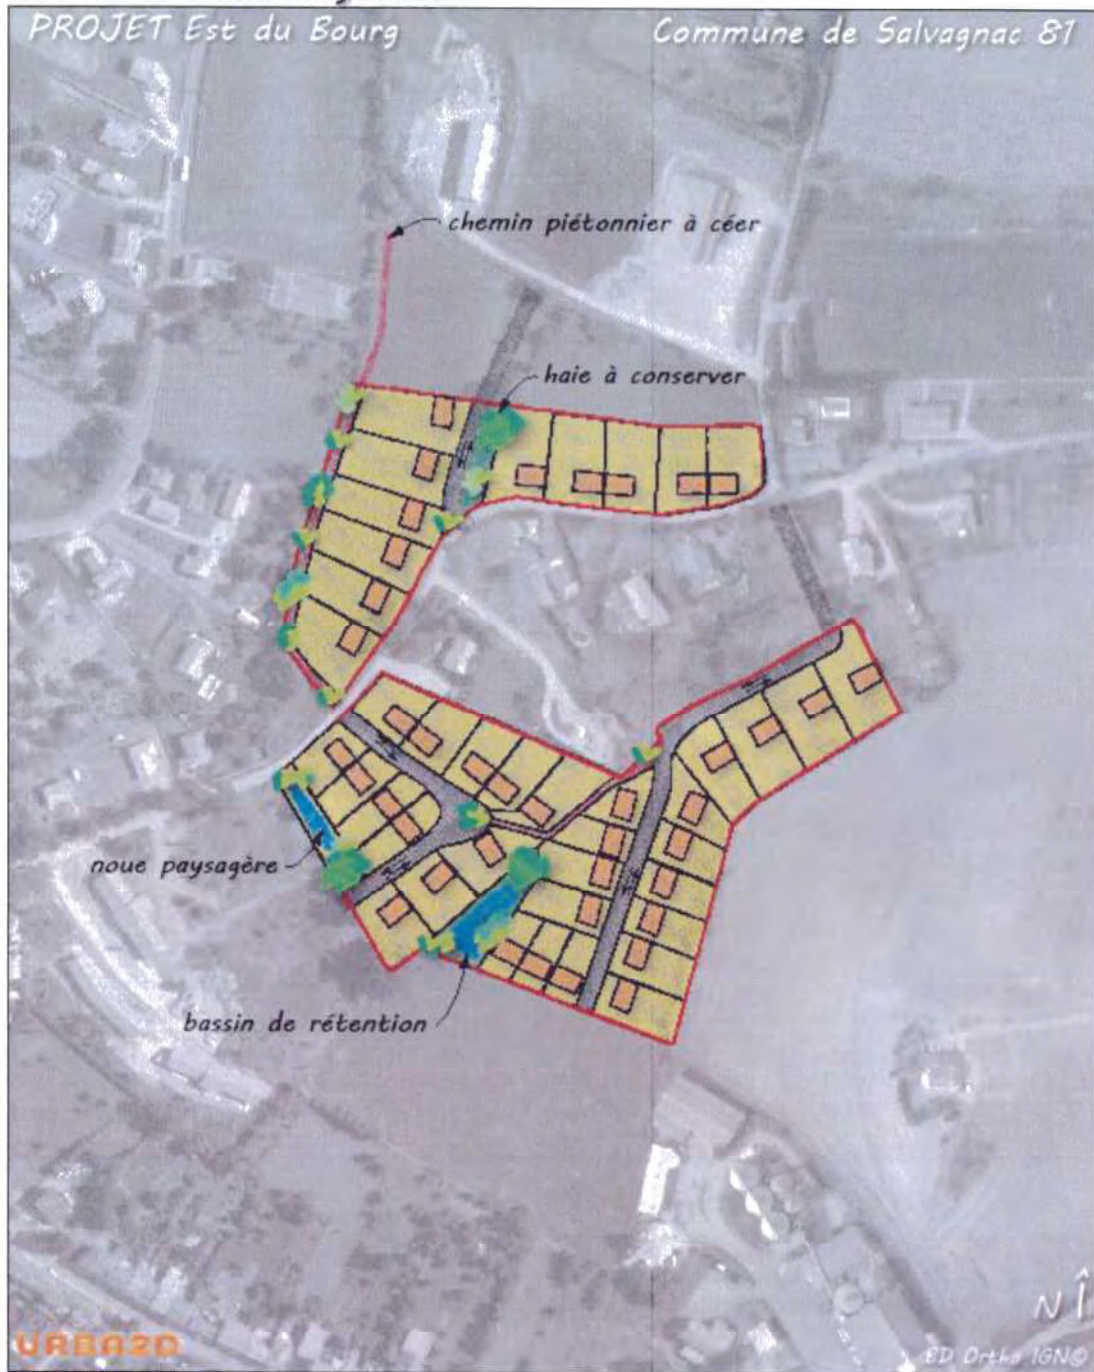 PROJET Est du Bourg
Commune de Salvagnac 81
chemin piétonnier à céer
haie à conserver
noue paysagère
bassin de rétention
N
URBA2D
BD Ortho IGN©